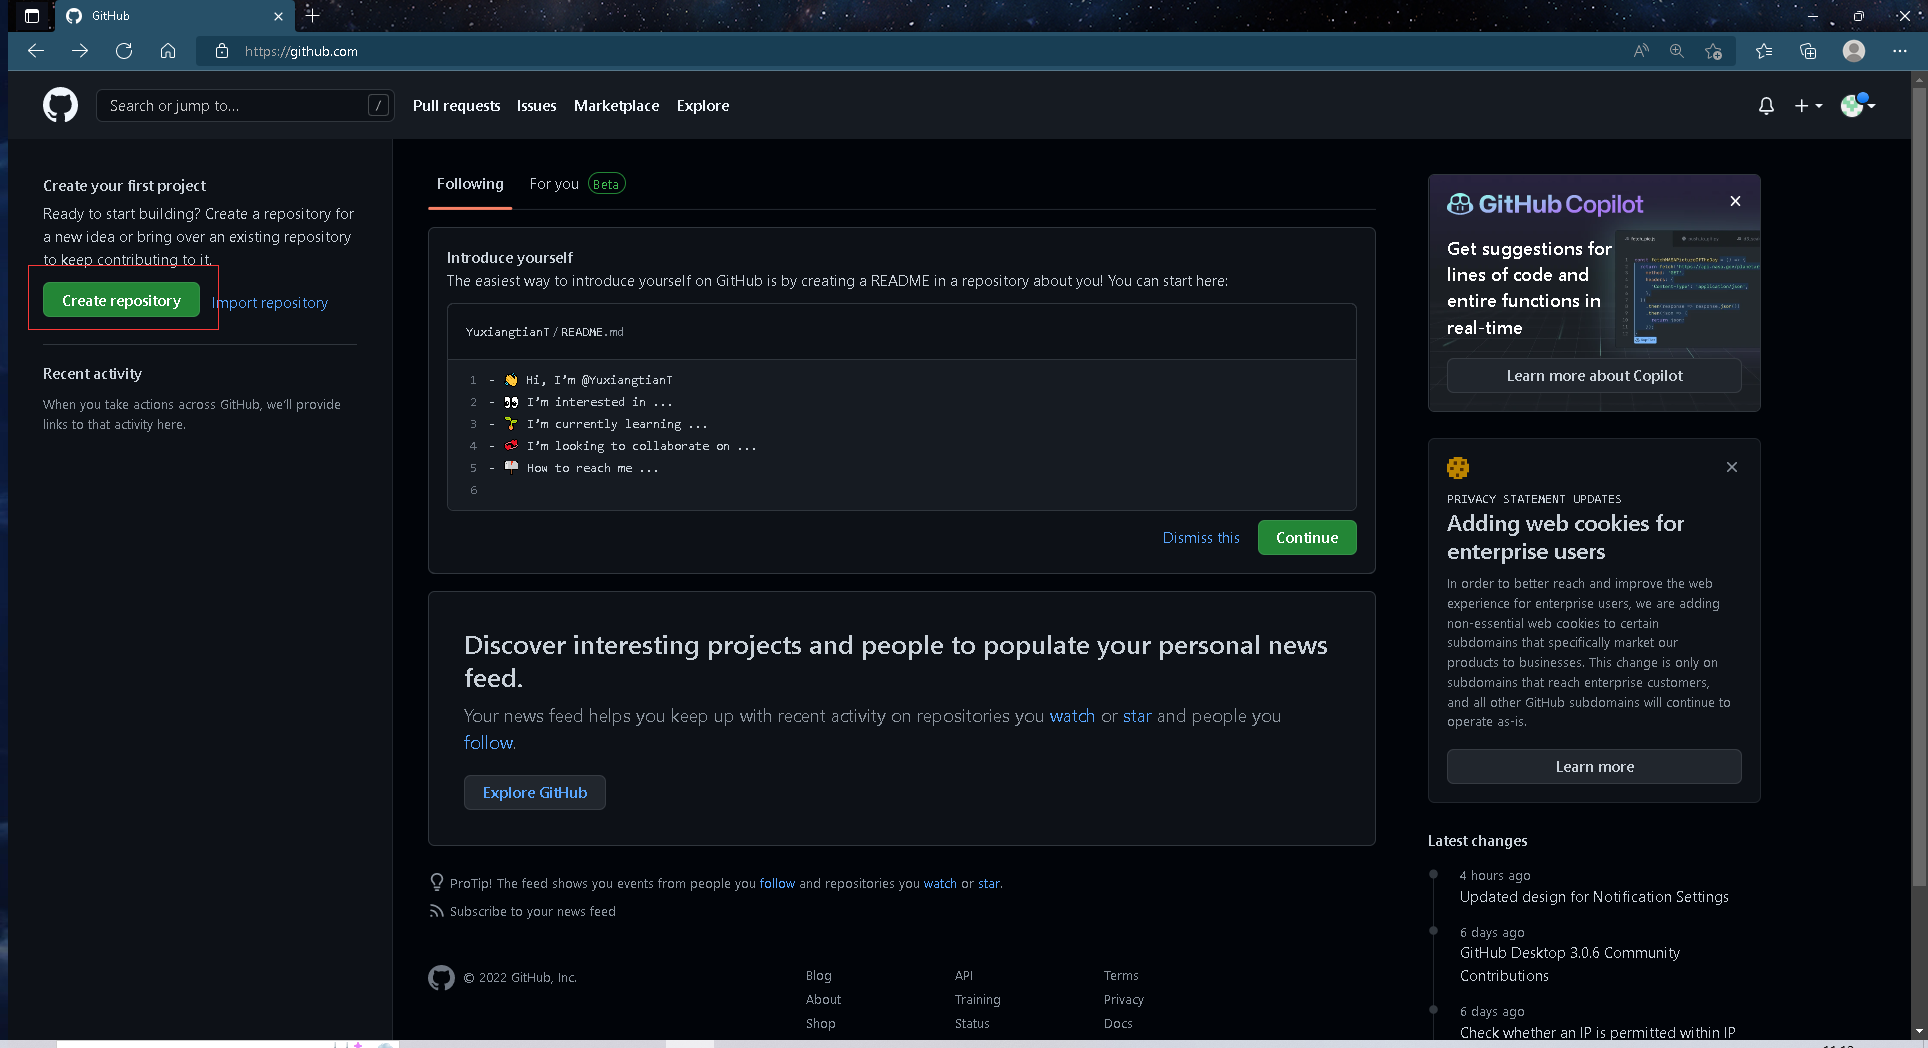 GitHub
https://github.com
Search or jump to...
/
Pull requests
Issues
Marketplace
Explore
Create your first project
Ready to start building? Create a repository for
a new idea or bring over an existing repository
to keep contributing to it.
Create repository
Import repository
Recent activity
When you take actions across GitHub, we'll provide
links to that activity here.
Following
For you
Beta
Introduce yourself
The easiest way to introduce yourself on GitHub is by creating a README in a repository about you! You can start here:
YuxiangtianT / README.md
1 - 👋 Hi, I'm @YuxiangtianT
2 - 👀 I'm interested in ...
3 - 🌱 I'm currently learning ...
4 - 💞️ I'm looking to collaborate on ...
5 - 📫 How to reach me ...
6
Dismiss this
Continue
Discover interesting projects and people to populate your personal news
feed.
Your news feed helps you keep up with recent activity on repositories you watch or star and people you
follow.
Explore GitHub
ProTip! The feed shows you events from people you follow and repositories you watch or star.
Subscribe to your news feed
© 2022 GitHub, Inc.
Blog
About
Shop
API
Training
Status
Terms
Privacy
Docs
GitHub Copilot
Get suggestions for
lines of code and
entire functions in
real-time
Learn more about Copilot
PRIVACY STATEMENT UPDATES
Adding web cookies for
enterprise users
In order to better reach and improve the web
experience for enterprise users, we are adding
non-essential web cookies to certain
subdomains that specifically market our
products to businesses. This change is only on
subdomains that reach enterprise customers,
and all other GitHub subdomains will continue to
operate as-is.
Learn more
Latest changes
4 hours ago
Updated design for Notification Settings
6 days ago
GitHub Desktop 3.0.6 Community
Contributions
6 days ago
Check whether an IP is permitted within IP